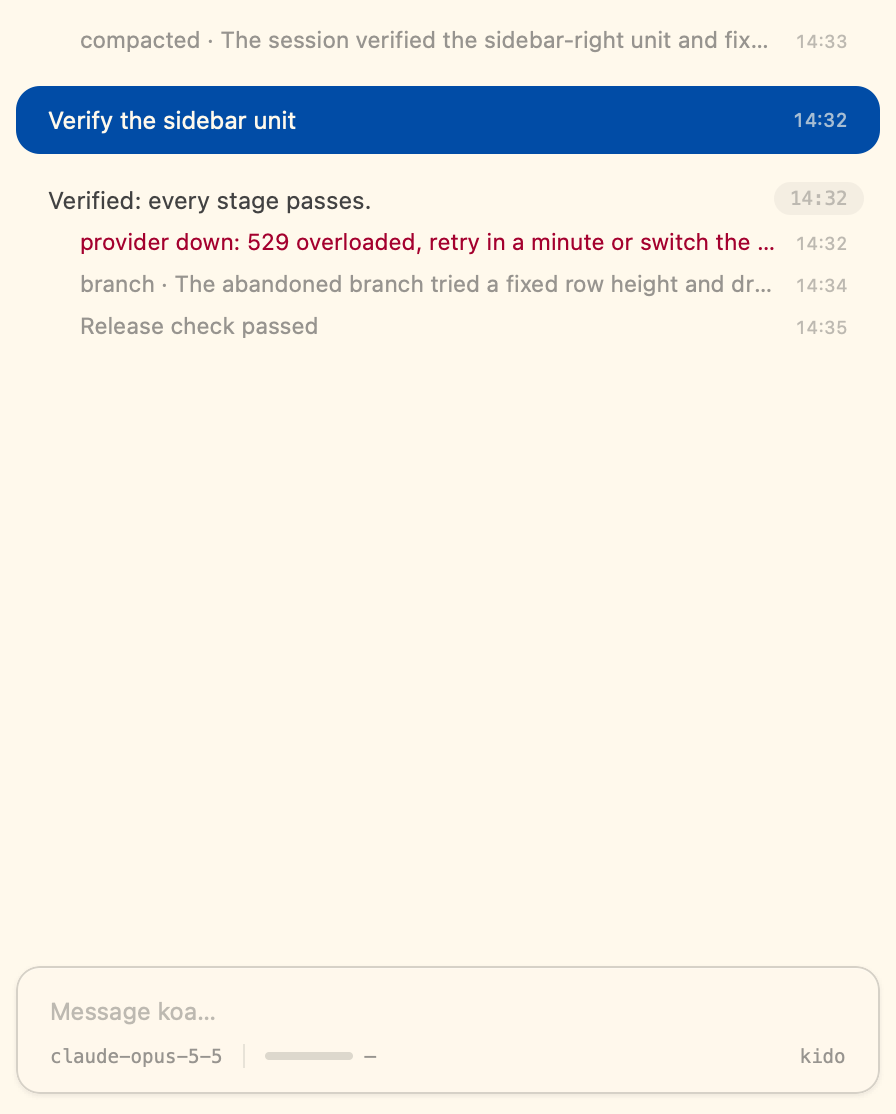 compacted · The session verified the sidebar-right unit and fix… 14:33
Verify the sidebar unit 14:32
Verified: every stage passes. 14:32
provider down: 529 overloaded, retry in a minute or switch the … 14:32
branch · The abandoned branch tried a fixed row height and dr… 14:34
Release check passed 14:35
Message koa…
claude-opus-5-5 – kido